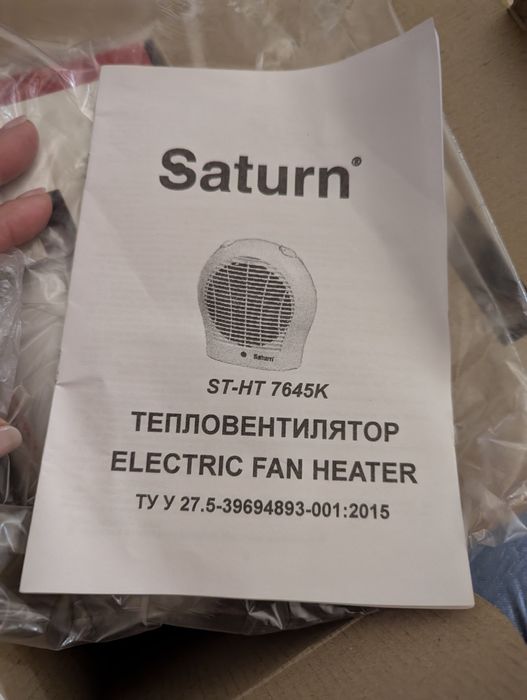 Saturn®
Saturn
ST-HT 7645K
ТЕПЛОВЕНТИЛЯТОР
ELECTRIC FAN HEATER
ТУ У 27.5-39694893-001:2015